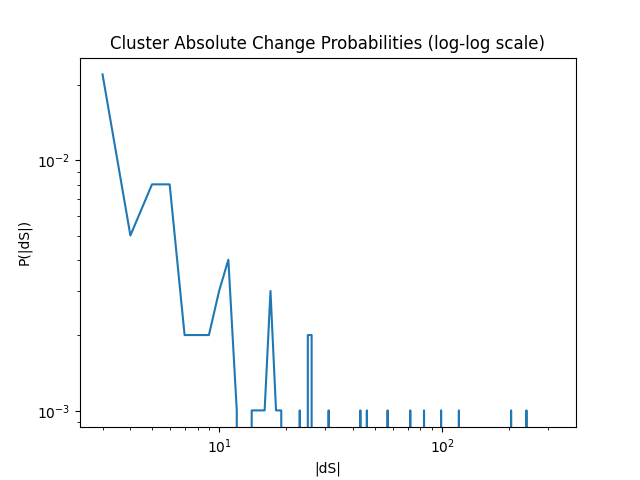 Cluster Absolute Change Probabilities (log-log scale)
10⁻²
P(|dS|)
10⁻³
10¹
10²
|dS|